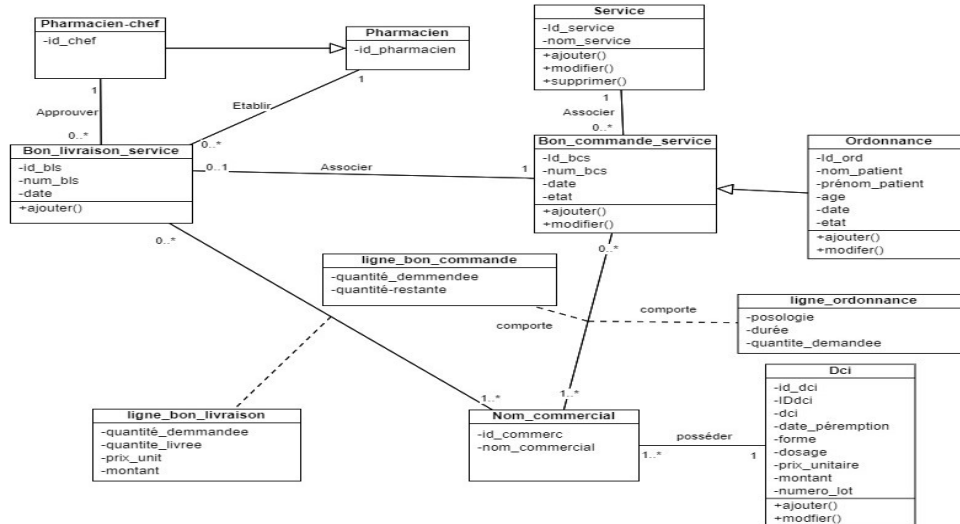 Pharmacien-chef
-id_chef
Pharmacien
-id_pharmacien
Service
-Id_service
-nom_service
+ajouter()
+modifier()
+supprimer()
1
Approuver
0..*
Etablir
1
0..*
1
Associer
0..*
Bon_livraison_service
-id_bls
-num_bls
-date
+ajouter()
0..1
Associer
1
Bon_commande_service
-Id_bcs
-num_bcs
-date
-etat
+ajouter()
+modifier()
Ordonnance
-Id_ord
-nom_patient
-prénom_patient
-age
-date
-etat
+ajouter()
+modifer()
0..*
0..*
ligne_bon_commande
-quantité_demmendee
-quantité-restante
comporte
comporte
ligne_ordonnance
-posologie
-durée
-quantite_demandee
ligne_bon_livraison
-quantité_demmandee
-quantite_livree
-prix_unit
-montant
1..*
1..*
Nom_commercial
-id_commerc
-nom_commercial
posséder
1..*
1
Dci
-id_dci
-IDdci
-dci
-date_péremption
-forme
-dosage
-prix_unitaire
-montant
-numero_lot
+ajouter()
+modfier()